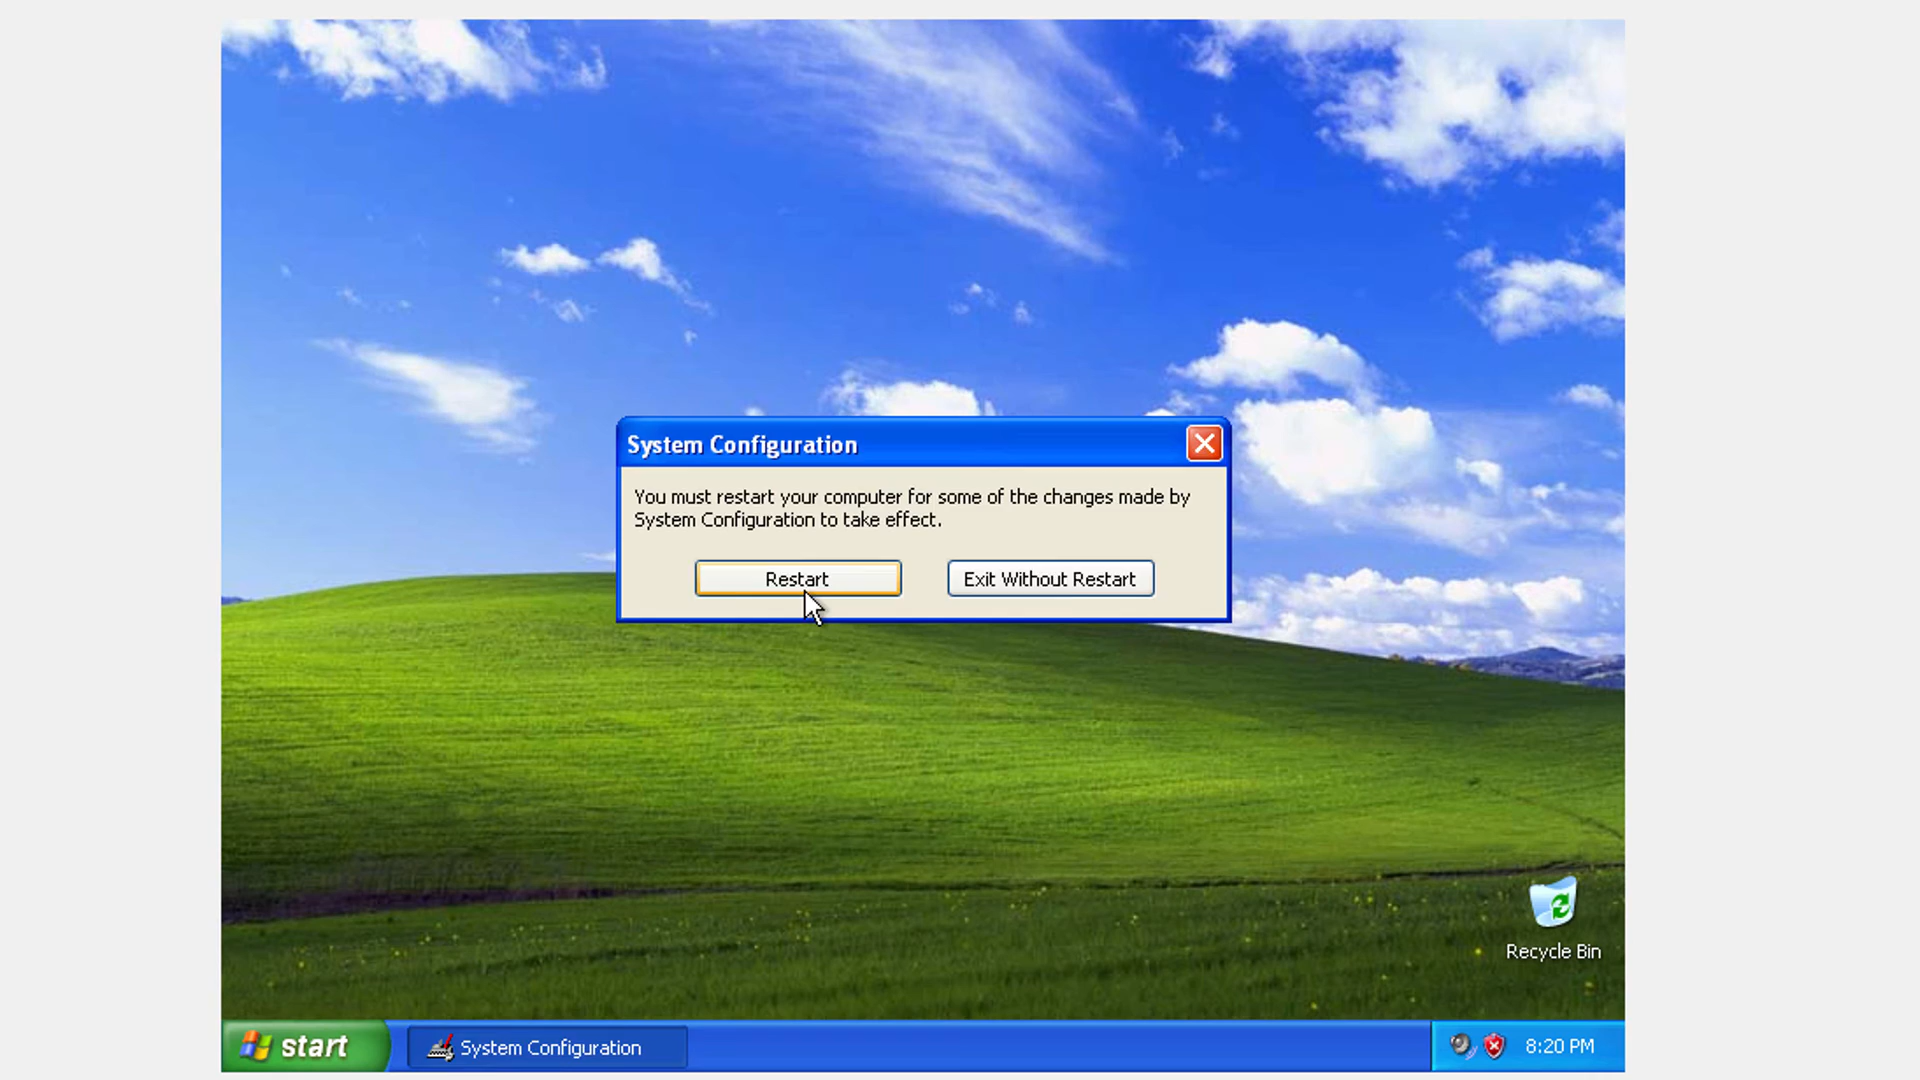 System Configuration
You must restart your computer for some of the changes made by
System Configuration to take effect.
Restart
Exit Without Restart
Recycle Bin
start
System Configuration
8:20 PM